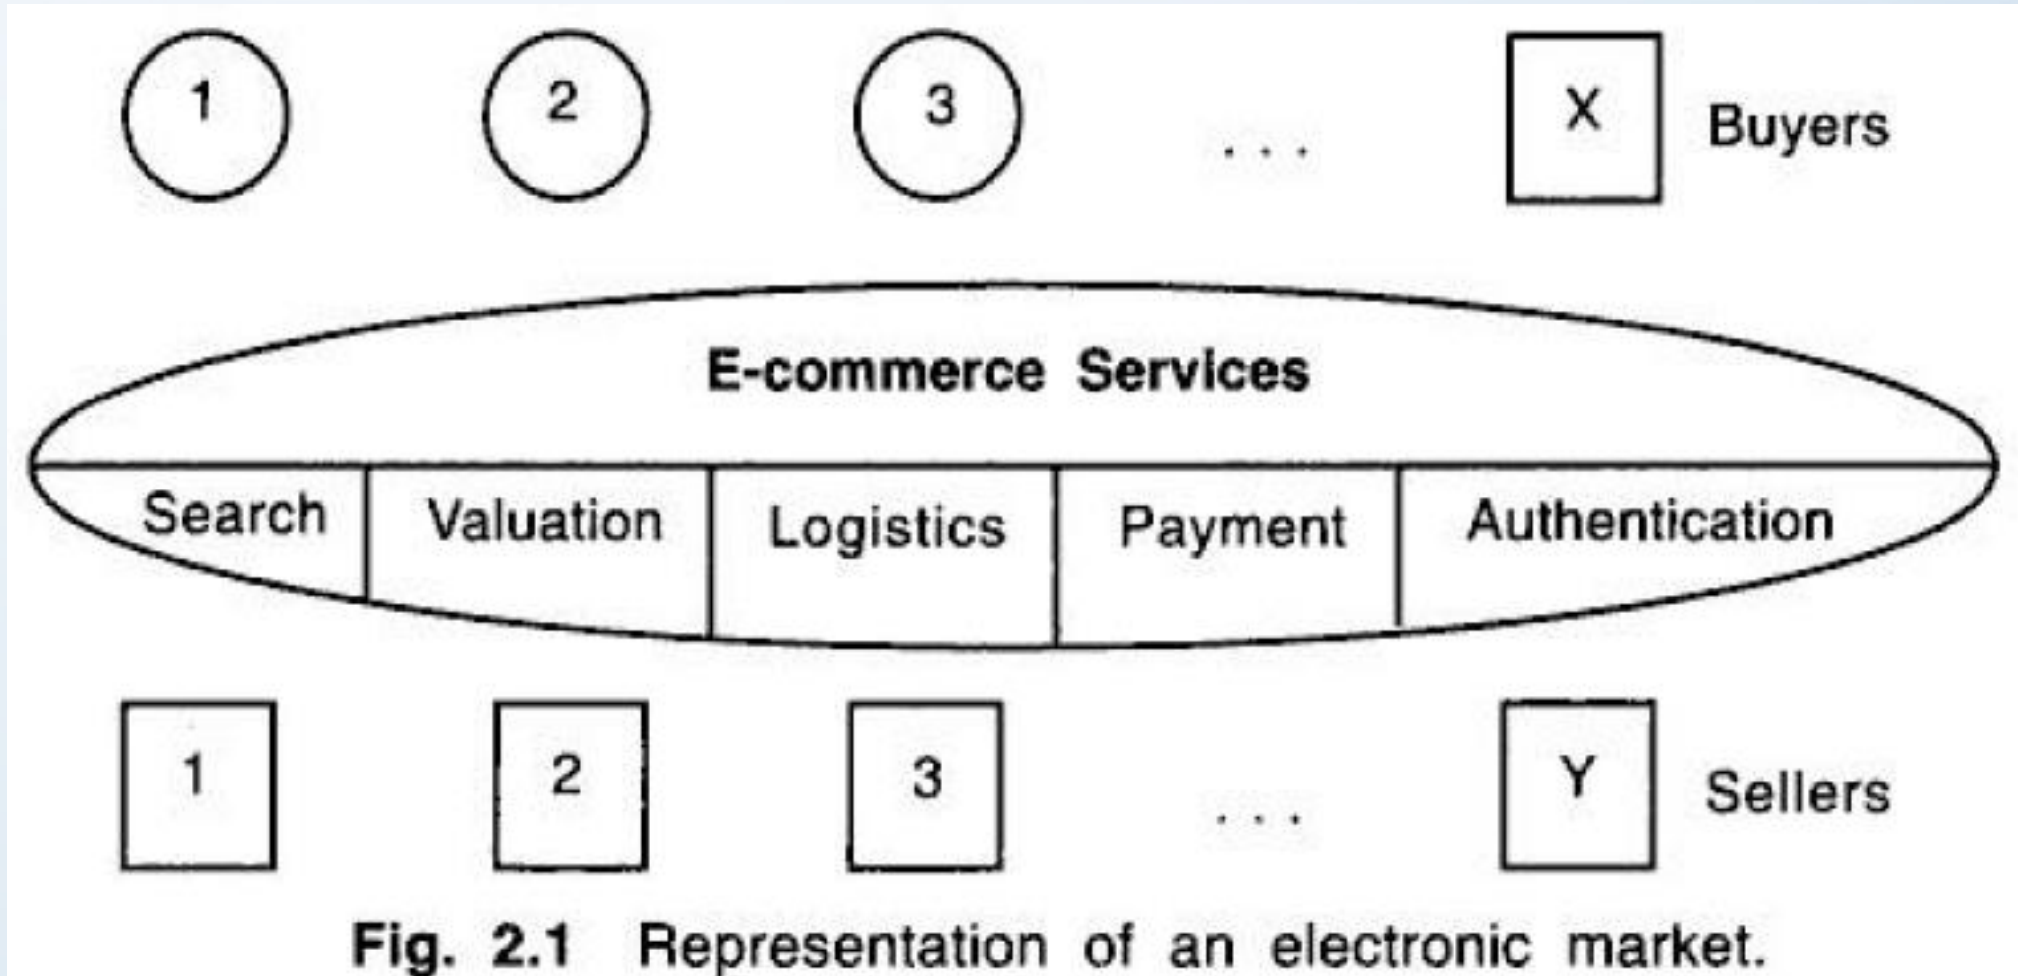 1 2 3 . . . X Buyers
E-commerce Services
Search Valuation Logistics Payment Authentication
1 2 3 . . . Y Sellers
Fig. 2.1 Representation of an electronic market.